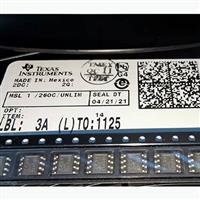 TEXAS
INSTRUMENTS
MADE IN: Mexico
2DC: 2Q:
G4
MSL 1 /260C/UNLIM
SEAL DT
04/21/21
OPT:
ITEM:
LBL: 3A (L)TO:1125